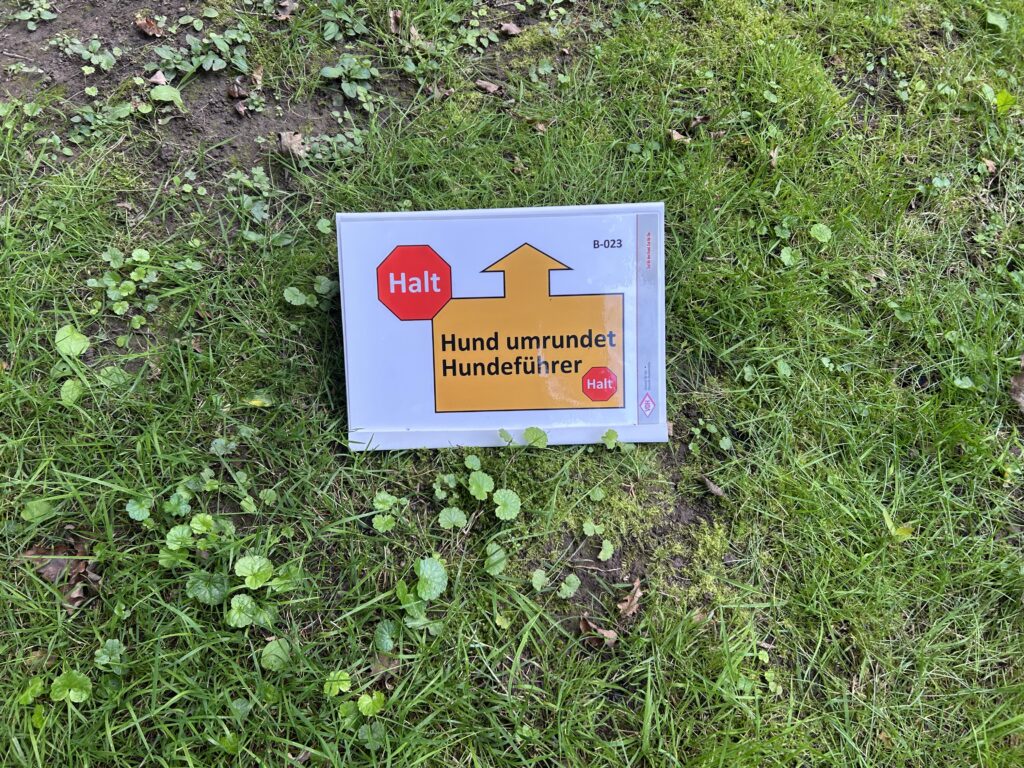 B-023
Halt
Hund umrundet
Hundeführer
Halt